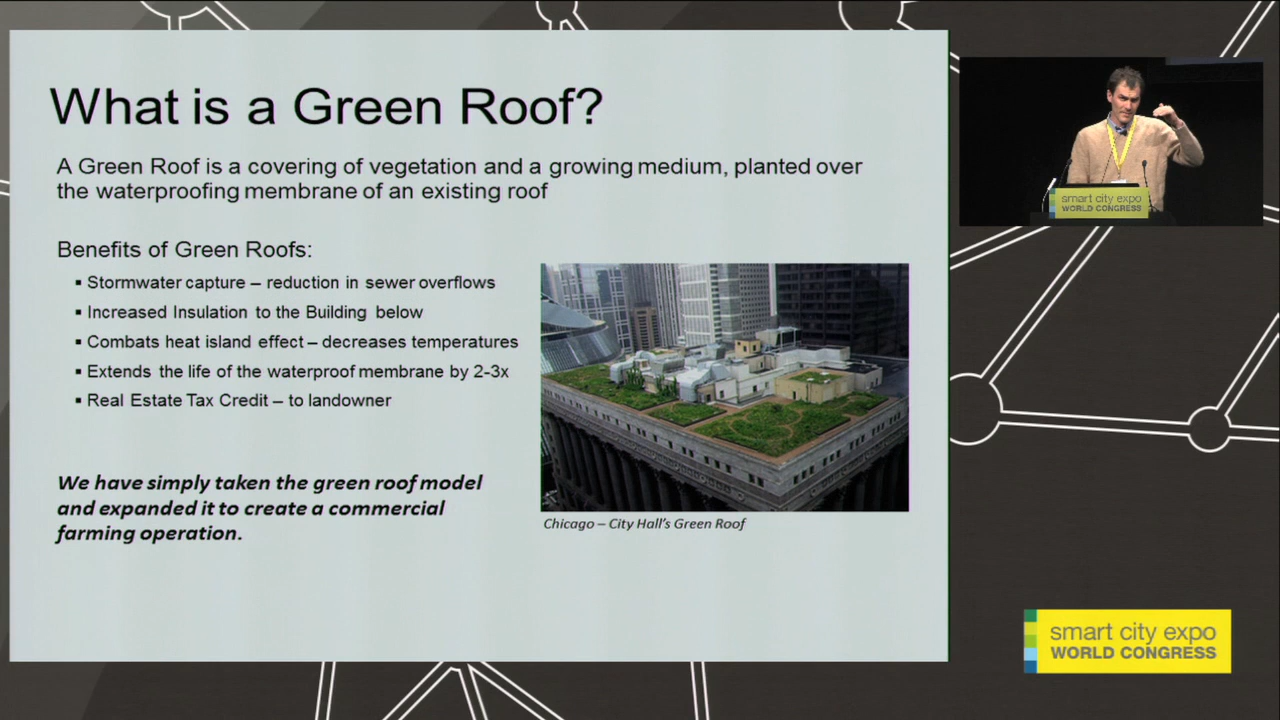 What is a Green Roof?
A Green Roof is a covering of vegetation and a growing medium, planted over
the waterproofing membrane of an existing roof
Benefits of Green Roofs:
▪ Stormwater capture – reduction in sewer overflows
▪ Increased Insulation to the Building below
▪ Combats heat island effect – decreases temperatures
▪ Extends the life of the waterproof membrane by 2-3x
▪ Real Estate Tax Credit – to landowner
We have simply taken the green roof model
and expanded it to create a commercial
farming operation.
Chicago – City Hall's Green Roof
smart city expo
WORLD CONGRESS
smart city expo
WORLD CONGRESS